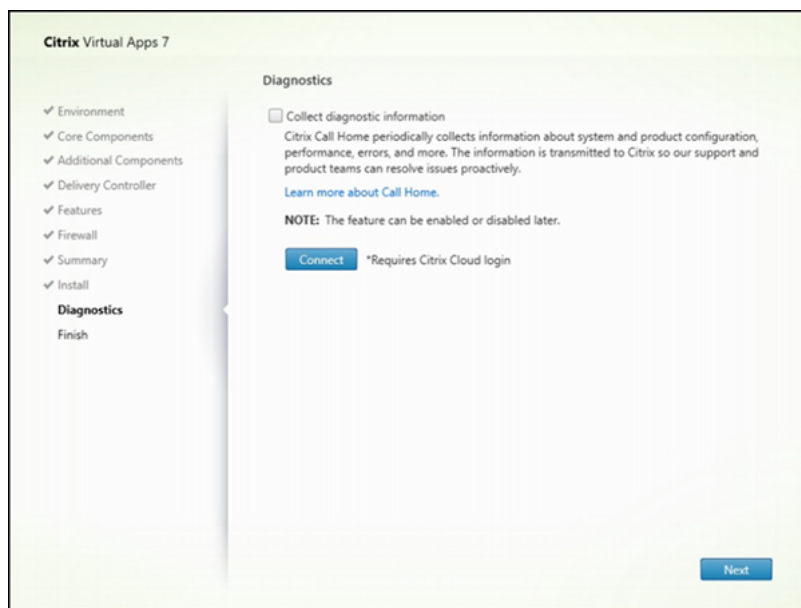 Citrix Virtual Apps 7
✔ Environment
✔ Core Components
✔ Additional Components
✔ Delivery Controller
✔ Features
✔ Firewall
✔ Summary
✔ Install
Diagnostics
Finish
Diagnostics
Collect diagnostic information
Citrix Call Home periodically collects information about system and product configuration,
performance, errors, and more. The information is transmitted to Citrix so our support and
product teams can resolve issues proactively.
Learn more about Call Home.
NOTE: The feature can be enabled or disabled later.
Connect *Requires Citrix Cloud login
Next